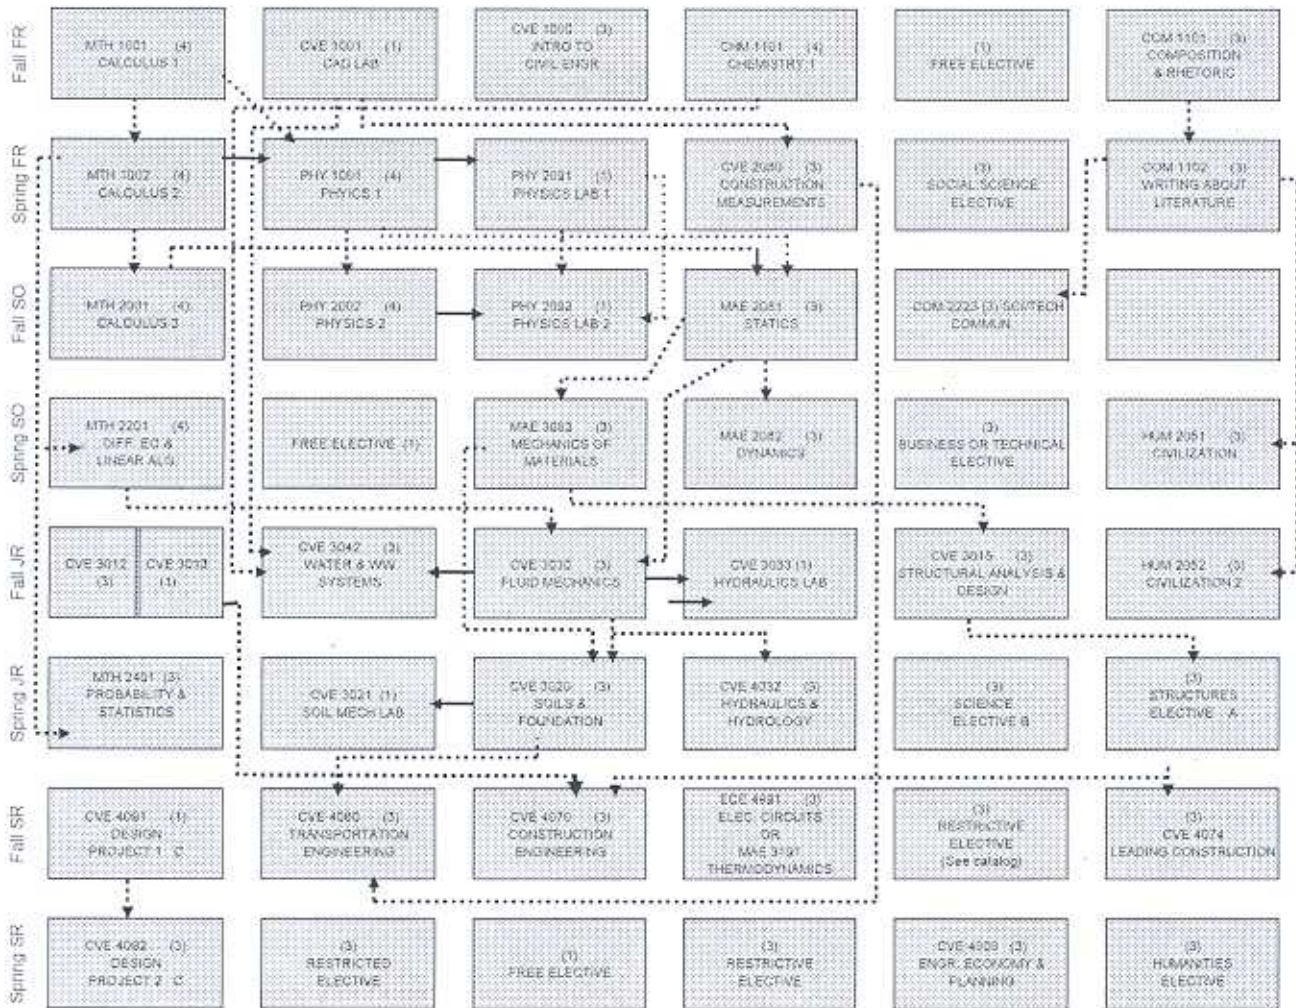 Fall FR
MTH 1001 (4)
CALCULUS 1
CVE 1001 (1)
CAD LAB
CVE 1000 (3)
INTRO TO
CIVIL ENGR
CHM 1101 (4)
CHEMISTRY 1
(1)
FREE ELECTIVE
COM 1101 (3)
COMPOSITION
& RHETORIC
Spring FR
MTH 1002 (4)
CALCULUS 2
PHY 1001 (4)
PHYICS 1
PHY 2091 (1)
PHYSICS LAB 1
CVE 2080 (3)
CONSTRUCTION
MEASUREMENTS
(3)
SOCIAL SCIENCE
ELECTIVE
COM 1102 (3)
WRITING ABOUT
LITERATURE
Fall SO
MTH 2001 (4)
CALCULUS 3
PHY 2002 (4)
PHYSICS 2
PHY 2092 (1)
PHYSICS LAB 2
MAE 2081 (3)
STATICS
COM 2223 (3) SCI/TECH
COMMUN
Spring SO
MTH 2201 (4)
DIFF. EQ &
LINEAR ALG.
FREE ELECTIVE (1)
MAE 3083 (3)
MECHANICS OF
MATERIALS
MAE 2082 (3)
DYNAMICS
(3)
BUSINESS OR TECHNICAL
ELECTIVE
HUM 2051 (3)
CIVILIZATION
Fall JR
CVE 3012
(3)
CVE 3013
(1)
CVE 3042 (3)
WATER & WW
SYSTEMS
CVE 3030 (3)
FLUID MECHANICS
CVE 3033 (1)
HYDRAULICS LAB
CVE 3015 (3)
STRUCTURAL ANALYSIS &
DESIGN
HUM 2052 (3)
CIVILIZATION 2
Spring JR
MTH 2401 (3)
PROBABILITY &
STATISTICS
CVE 3021 (1)
SOIL MECH LAB
CVE 3020 (3)
SOILS &
FOUNDATION
CVE 4032 (3)
HYDRAULICS &
HYDROLOGY
(3)
SCIENCE
ELECTIVE B
(3)
STRUCTURES
ELECTIVE A
Fall SR
CVE 4091 (1)
DESIGN
PROJECT 1 C
CVE 4060 (3)
TRANSPORTATION
ENGINEERING
CVE 4070 (3)
CONSTRUCTION
ENGINEERING
ECE 4991 (3)
ELEC. CIRCUITS
OR
MAE 3191
THERMODYNAMICS
(3)
RESTRICTIVE
ELECTIVE
(See catalog)
(3)
CVE 4074
LEADING CONSTRUCTION
Spring SR
CVE 4092 (3)
DESIGN
PROJECT 2 C
(3)
RESTRICTED
ELECTIVE
(1)
FREE ELECTIVE
(3)
RESTRICTIVE
ELECTIVE
CVE 4000 (3)
ENGR. ECONOMY &
PLANNING
(3)
HUMANITIES
ELECTIVE